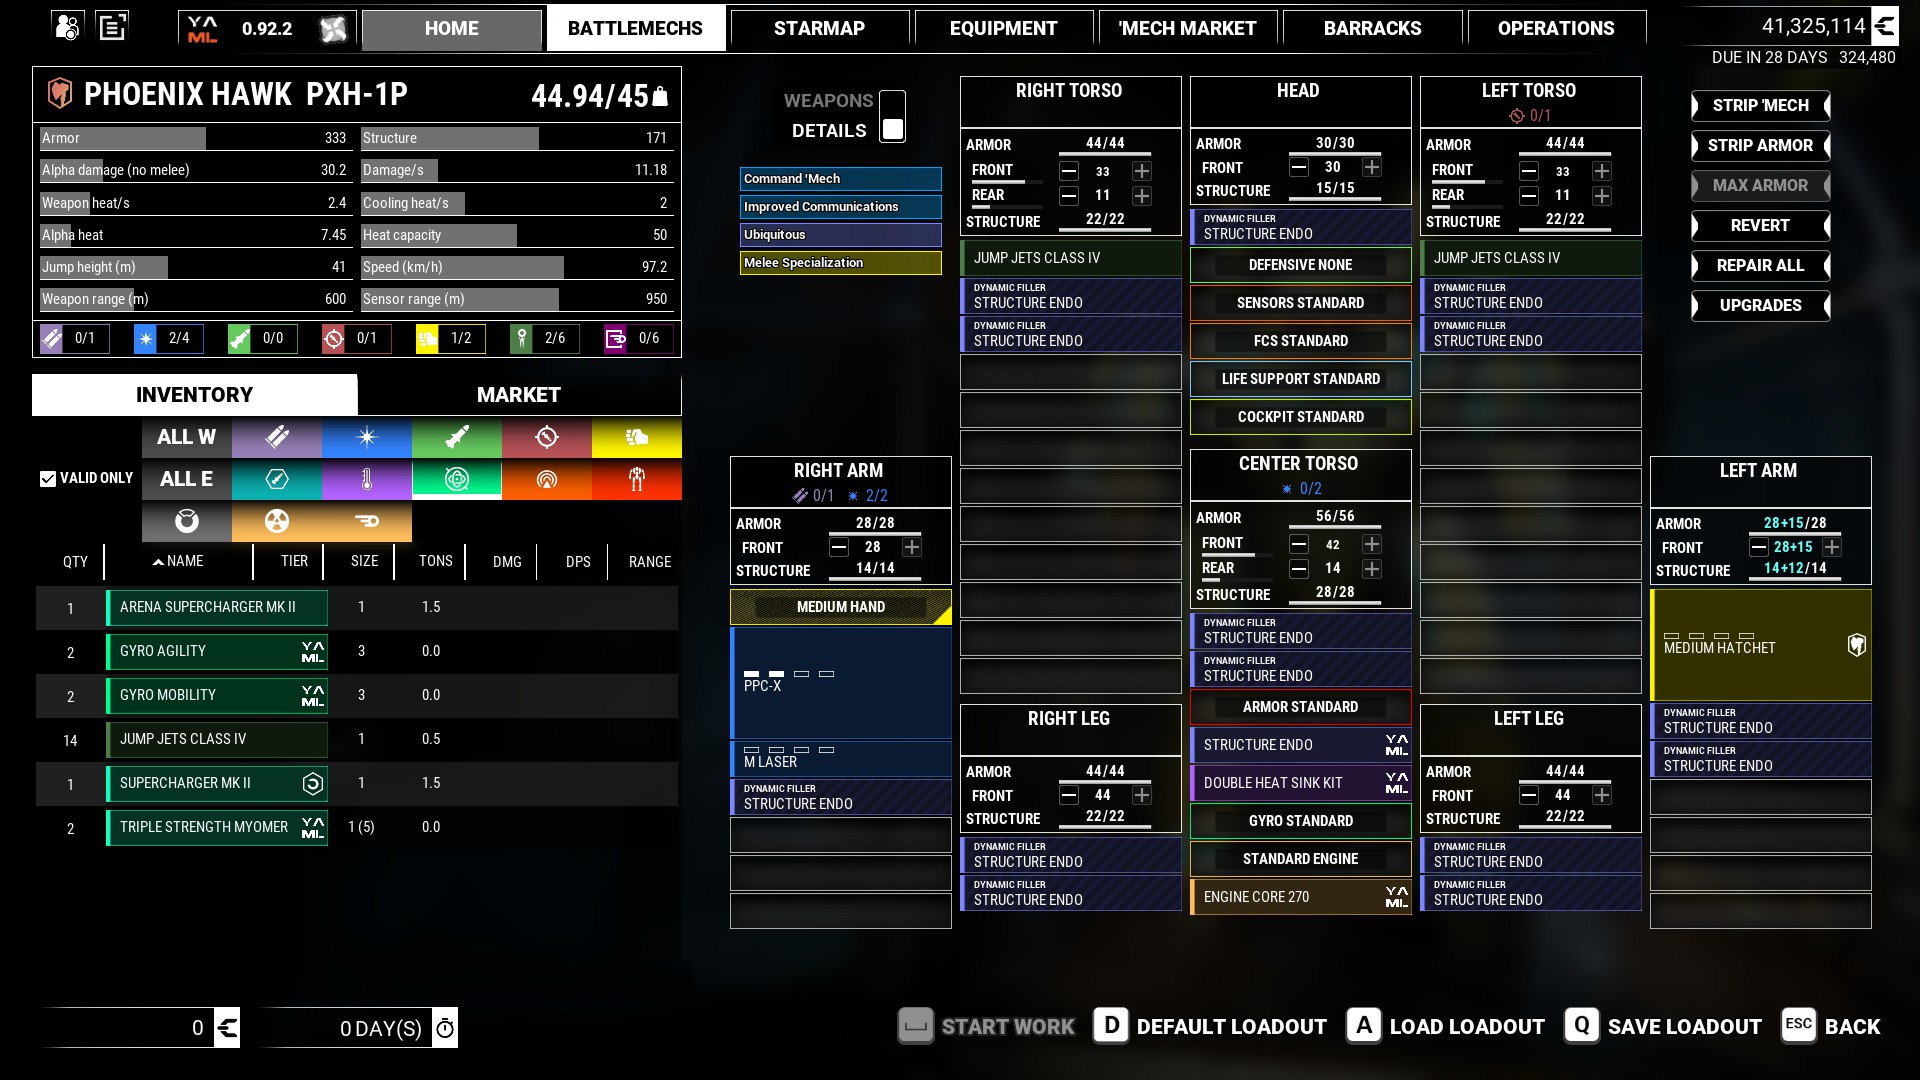 YAML 0.92.2
HOME
BATTLEMECHS
STARMAP
EQUIPMENT
'MECH MARKET
BARRACKS
OPERATIONS
41,325,114
DUE IN 28 DAYS 324,480
PHOENIX HAWK PXH-1P
44.94/45
Armor 333
Structure 171
Alpha damage (no melee) 30.2
Damage/s 11.18
Weapon heat/s 2.4
Cooling heat/s 2
Alpha heat 7.45
Heat capacity 50
Jump height (m) 41
Speed (km/h) 97.2
Weapon range (m) 600
Sensor range (m) 950
0/1 2/4 0/0 0/1 1/2 2/6 0/6
INVENTORY
MARKET
ALL W
VALID ONLY
ALL E
QTY NAME TIER SIZE TONS DMG DPS RANGE
1 ARENA SUPERCHARGER MK II 1 1.5
2 GYRO AGILITY YAML 3 0.0
2 GYRO MOBILITY YAML 3 0.0
14 JUMP JETS CLASS IV 1 0.5
1 SUPERCHARGER MK II 1 1.5
2 TRIPLE STRENGTH MYOMER YAML 1 (5) 0.0
0
0 DAY(S)
WEAPONS
DETAILS
Command 'Mech
Improved Communications
Ubiquitous
Melee Specialization
RIGHT ARM
0/1 2/2
ARMOR 28/28
FRONT 28
STRUCTURE 14/14
MEDIUM HAND
PPC-X
M LASER
DYNAMIC FILLER
STRUCTURE ENDO
RIGHT TORSO
ARMOR 44/44
FRONT 33
REAR 11
STRUCTURE 22/22
JUMP JETS CLASS IV
DYNAMIC FILLER
STRUCTURE ENDO
DYNAMIC FILLER
STRUCTURE ENDO
RIGHT LEG
ARMOR 44/44
FRONT 44
STRUCTURE 22/22
DYNAMIC FILLER
STRUCTURE ENDO
DYNAMIC FILLER
STRUCTURE ENDO
HEAD
ARMOR 30/30
FRONT 30
STRUCTURE 15/15
DYNAMIC FILLER
STRUCTURE ENDO
DEFENSIVE NONE
SENSORS STANDARD
FCS STANDARD
LIFE SUPPORT STANDARD
COCKPIT STANDARD
CENTER TORSO
0/2
ARMOR 56/56
FRONT 42
REAR 14
STRUCTURE 28/28
DYNAMIC FILLER
STRUCTURE ENDO
DYNAMIC FILLER
STRUCTURE ENDO
ARMOR STANDARD
STRUCTURE ENDO YAML
DOUBLE HEAT SINK KIT YAML
GYRO STANDARD
STANDARD ENGINE
ENGINE CORE 270 YAML
LEFT TORSO
0/1
ARMOR 44/44
FRONT 33
REAR 11
STRUCTURE 22/22
JUMP JETS CLASS IV
DYNAMIC FILLER
STRUCTURE ENDO
DYNAMIC FILLER
STRUCTURE ENDO
LEFT LEG
ARMOR 44/44
FRONT 44
STRUCTURE 22/22
DYNAMIC FILLER
STRUCTURE ENDO
DYNAMIC FILLER
STRUCTURE ENDO
LEFT ARM
ARMOR 28+15/28
FRONT 28+15
STRUCTURE 14+12/14
MEDIUM HATCHET
DYNAMIC FILLER
STRUCTURE ENDO
DYNAMIC FILLER
STRUCTURE ENDO
STRIP 'MECH
STRIP ARMOR
MAX ARMOR
REVERT
REPAIR ALL
UPGRADES
START WORK
D DEFAULT LOADOUT
A LOAD LOADOUT
Q SAVE LOADOUT
ESC BACK